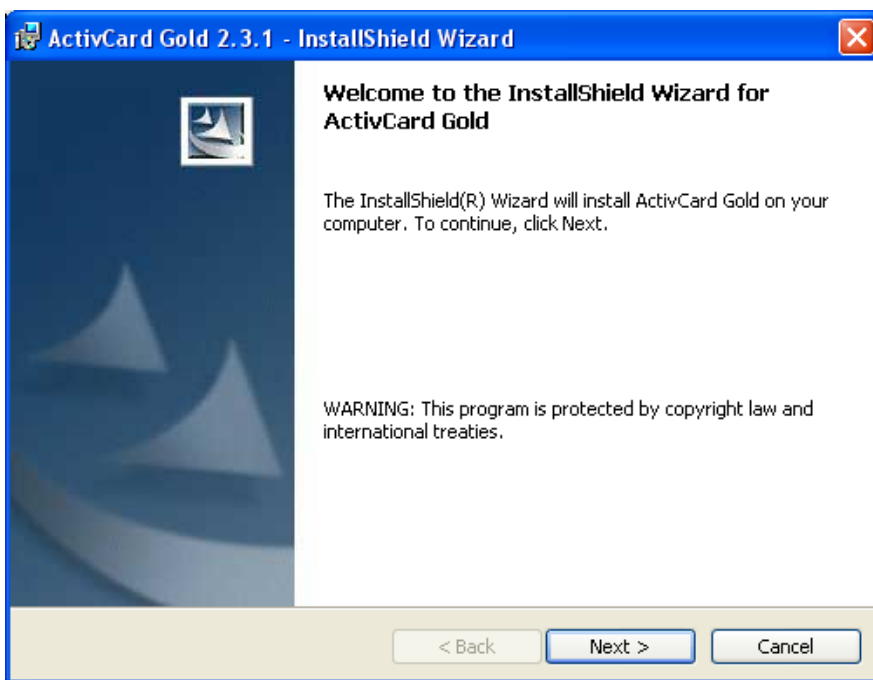 ActivCard Gold 2.3.1 - InstallShield Wizard
Welcome to the InstallShield Wizard for
ActivCard Gold
The InstallShield(R) Wizard will install ActivCard Gold on your
computer. To continue, click Next.
WARNING: This program is protected by copyright law and
international treaties.
< Back Next > Cancel